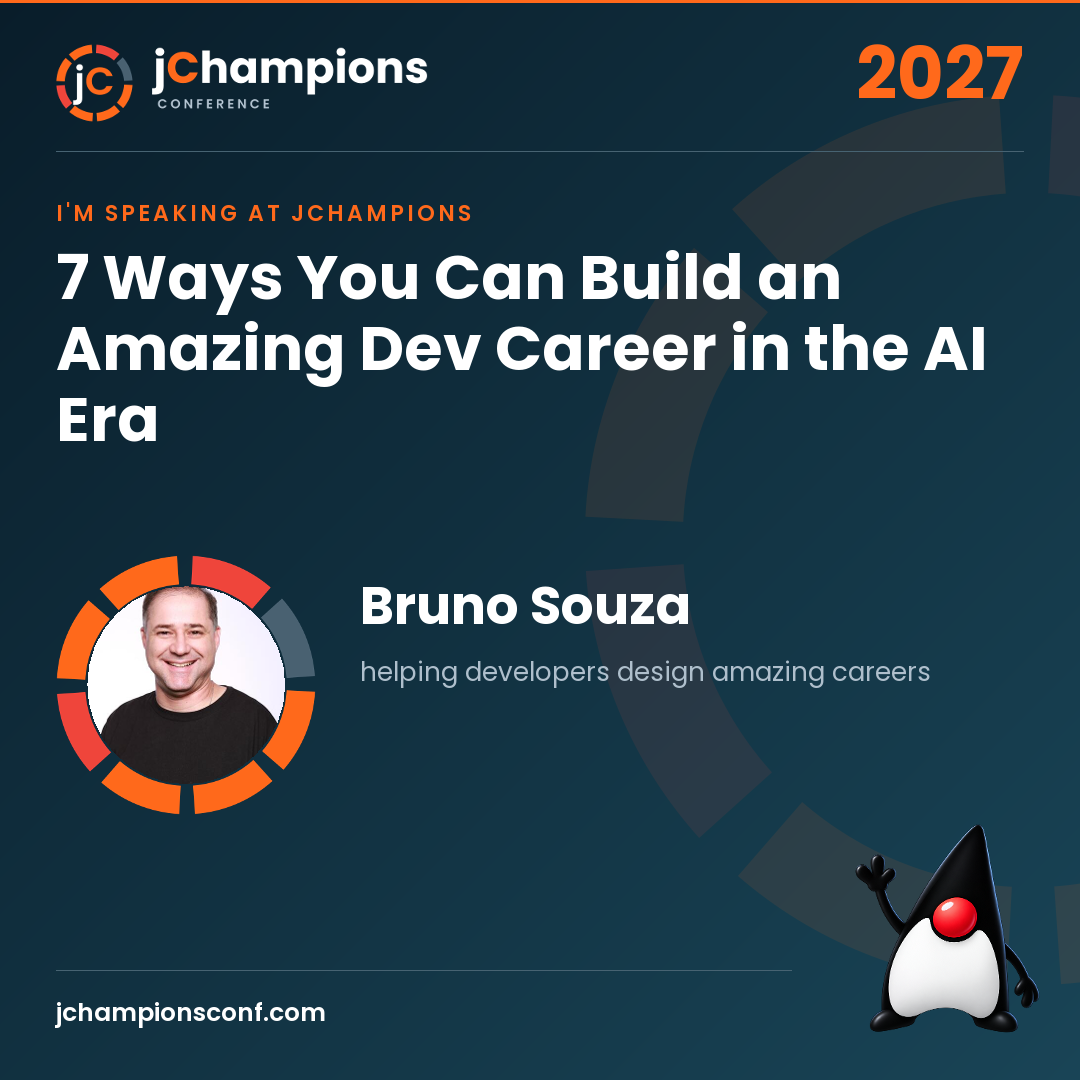 jC
jChampions
CONFERENCE
2027
I'M SPEAKING AT JCHAMPIONS
7 Ways You Can Build an
Amazing Dev Career in the AI
Era
Bruno Souza
helping developers design amazing careers
jchampionsconf.com